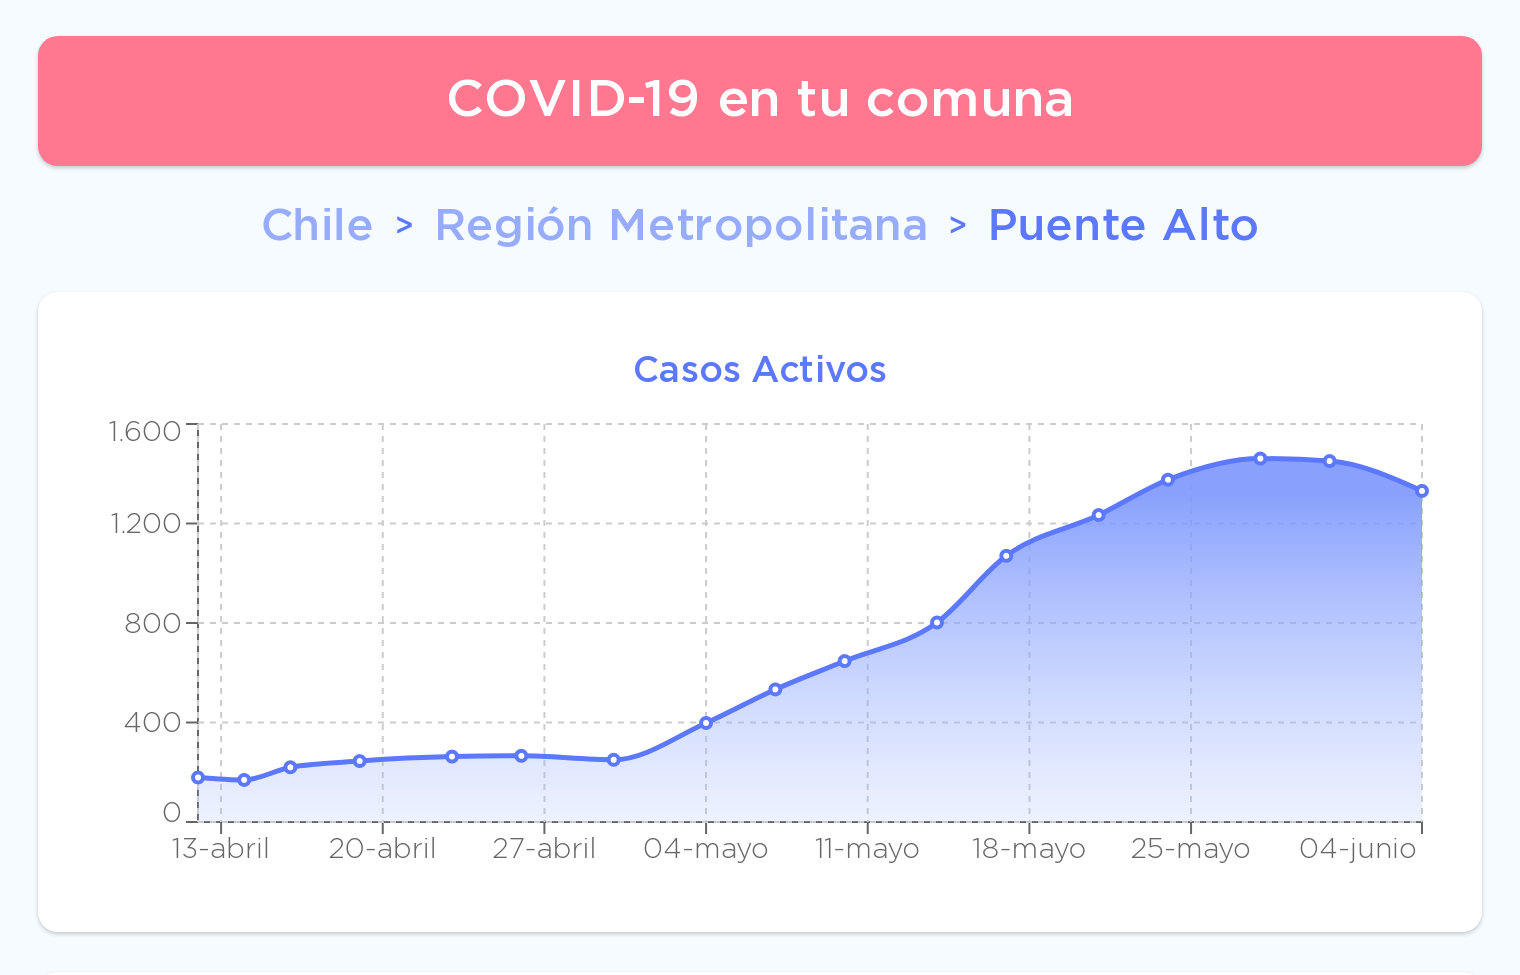 COVID-19 en tu comuna
Chile > Región Metropolitana > Puente Alto
Casos Activos
1.600
1.200
800
400
0
13-abril 20-abril 27-abril 04-mayo 11-mayo 18-mayo 25-mayo 04-junio